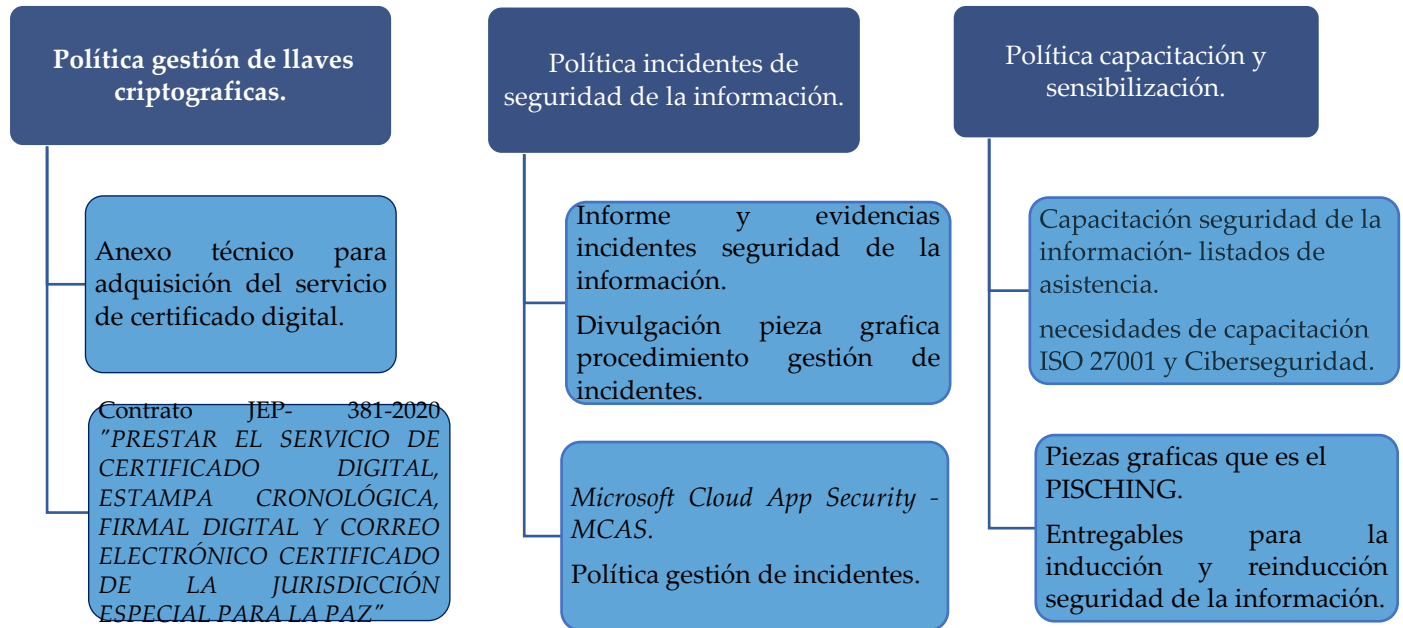 Política gestión de llaves
criptograficas.
Anexo técnico para
adquisición del servicio
de certificado digital.
Contrato JEP- 381-2020
"PRESTAR EL SERVICIO DE
CERTIFICADO DIGITAL,
ESTAMPA CRONOLÓGICA,
FIRMAL DIGITAL Y CORREO
ELECTRÓNICO CERTIFICADO
DE LA JURISDICCIÓN
ESPECIAL PARA LA PAZ"
Política incidentes de
seguridad de la información.
Informe y evidencias
incidentes seguridad de la
información.
Divulgación pieza grafica
procedimiento gestión de
incidentes.
Microsoft Cloud App Security -
MCAS.
Política gestión de incidentes.
Política capacitación y
sensibilización.
Capacitación seguridad de la
información- listados de
asistencia.
necesidades de capacitación
ISO 27001 y Ciberseguridad.
Piezas graficas que es el
PISCHING.
Entregables para la
inducción y reinducción
seguridad de la información.